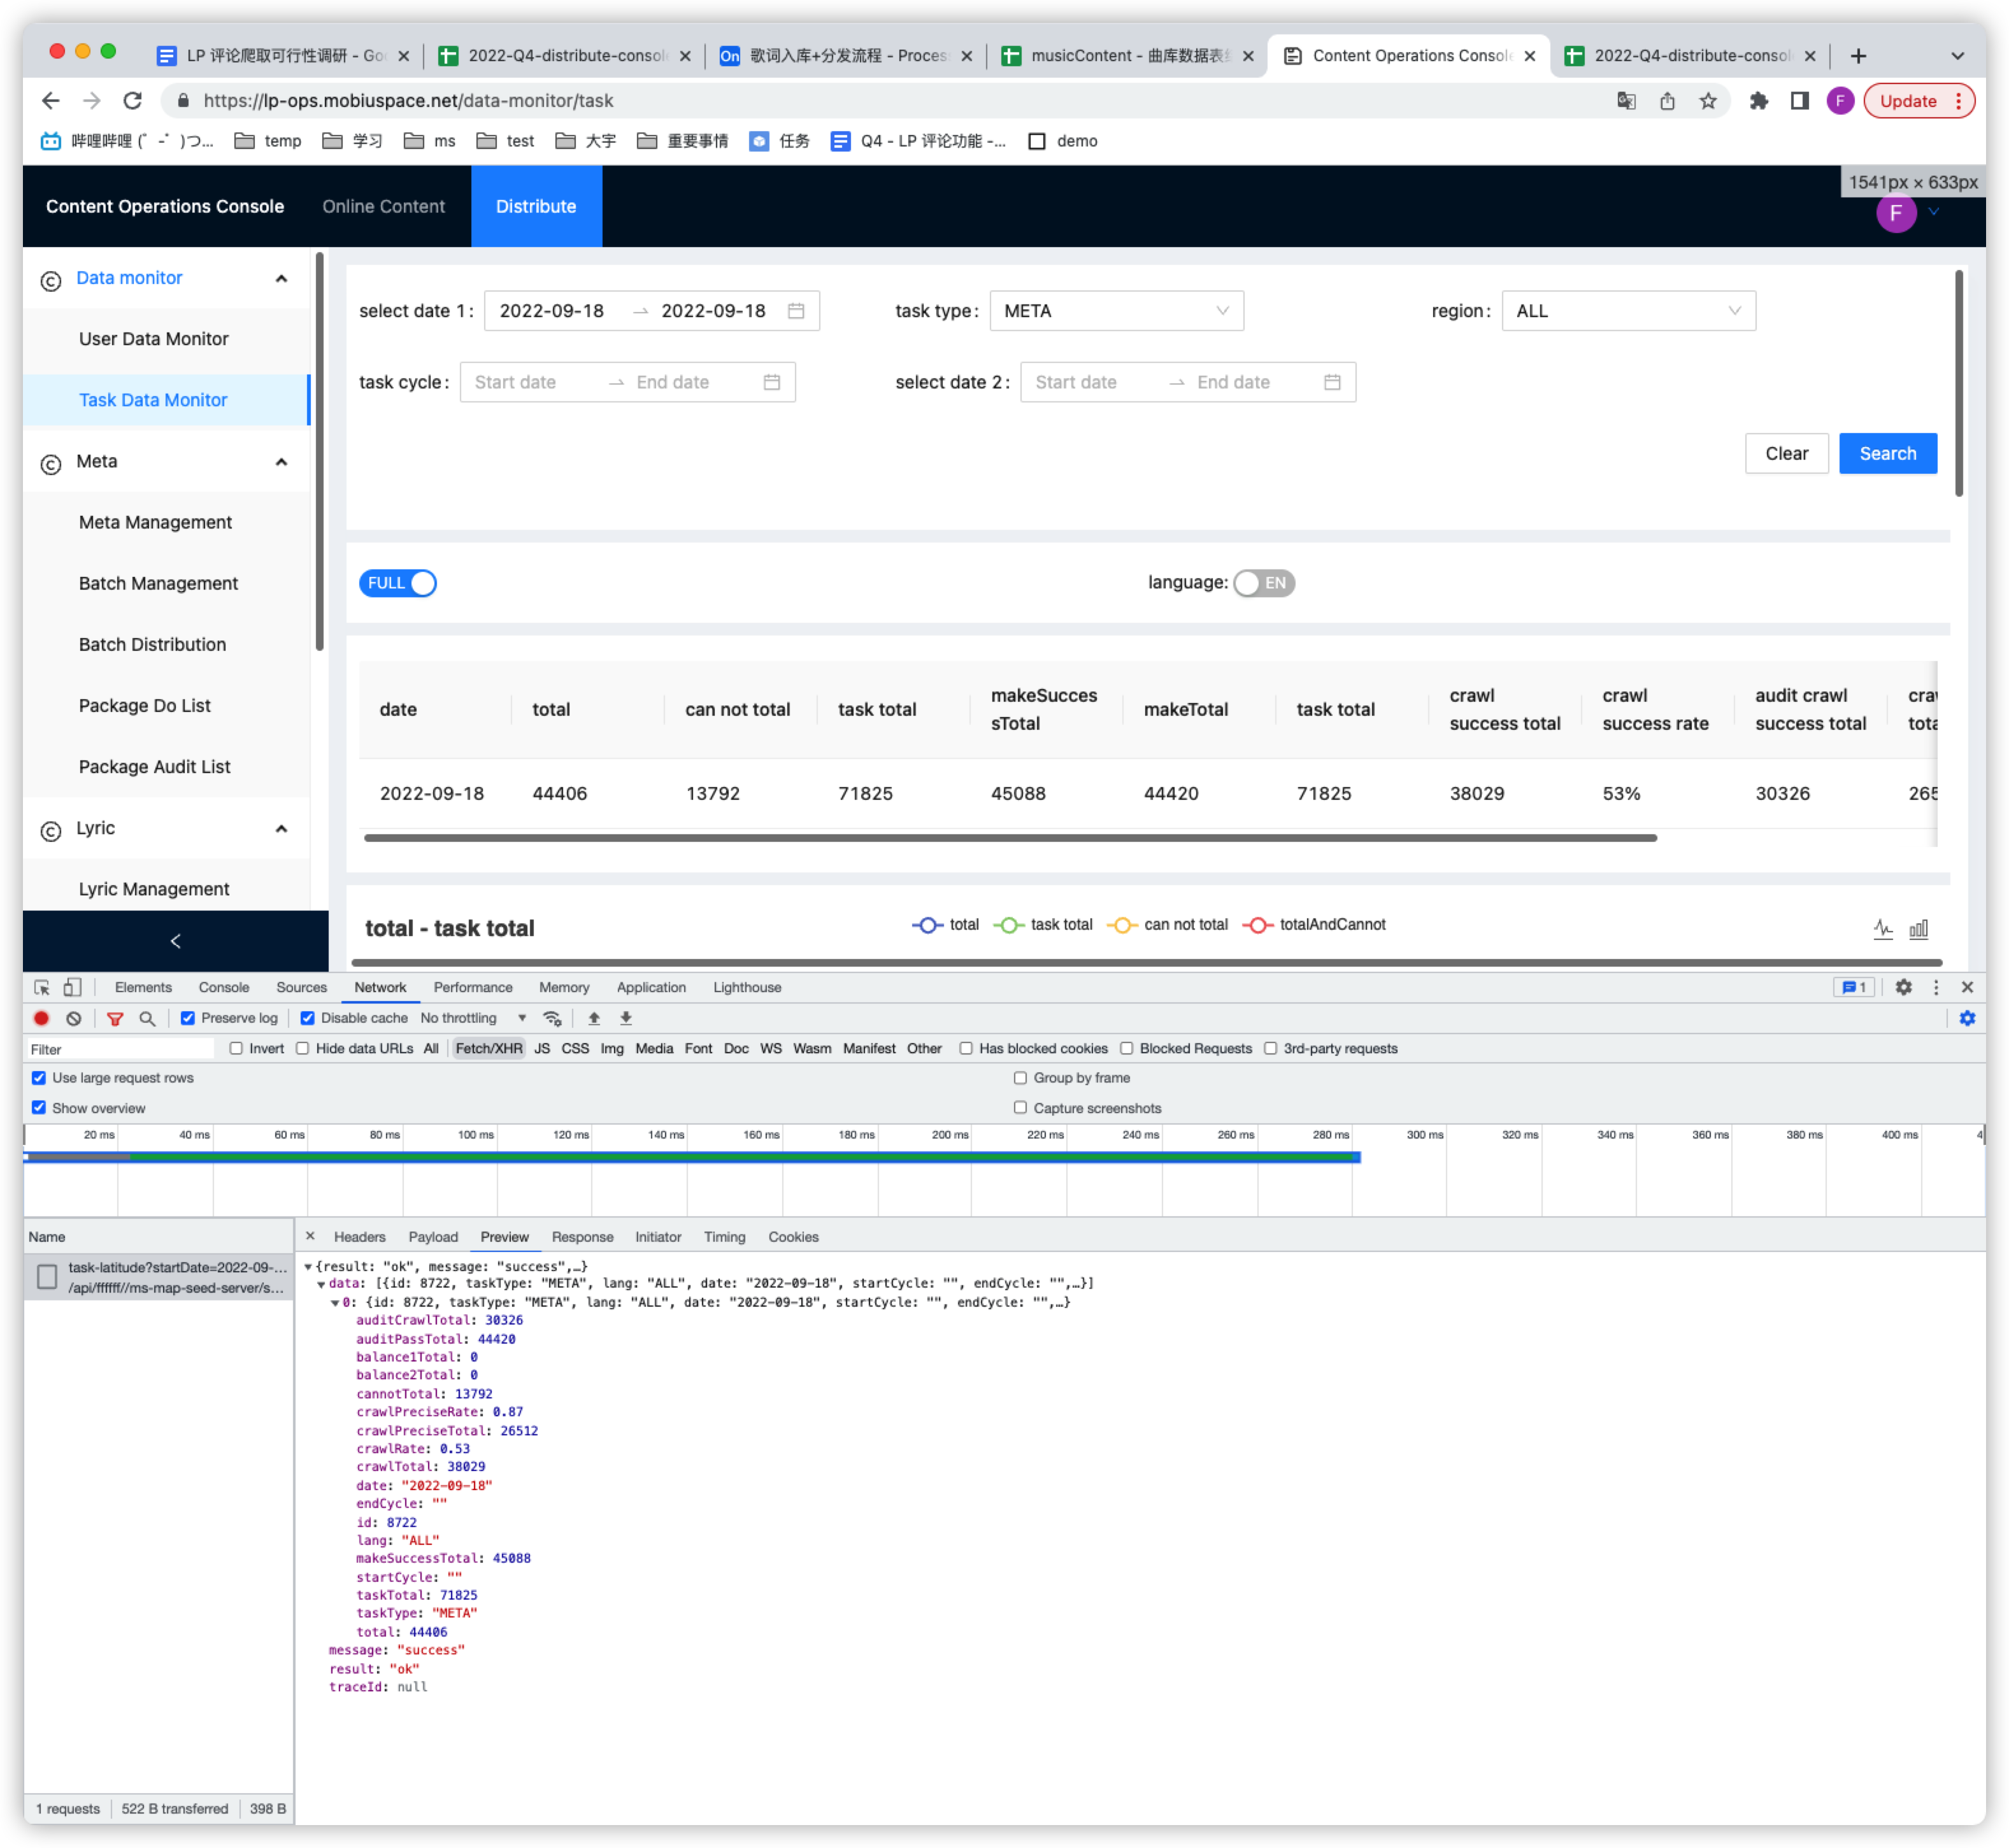 LP 评论爬取可行性调研 - Go
2022-Q4-distribute-consol
On 歌词入库+分发流程 - Proces
musicContent - 曲库数据表
Content Operations Console
2022-Q4-distribute-consol
https://lp-ops.mobiuspace.net/data-monitor/task
F
Update
哔哩哔哩 (゜-゜)つ...
temp
学习
ms
test
大宇
重要事情
任务
Q4 - LP 评论功能 -...
demo
1541px × 633px
Content Operations Console
Online Content
Distribute
F
Data monitor
User Data Monitor
Task Data Monitor
Meta
Meta Management
Batch Management
Batch Distribution
Package Do List
Package Audit List
Lyric
Lyric Management
select date 1 : 2022-09-18 → 2022-09-18
task type : META
region : ALL
task cycle : Start date → End date
select date 2 : Start date → End date
Clear
Search
FULL
language: EN
date total can not total task total makeSucces sTotal makeTotal task total crawl success total crawl success rate audit crawl success total
2022-09-18 44406 13792 71825 45088 44420 71825 38029 53% 30326 265
total - task total
total task total can not total totalAndCannot
Elements Console Sources Network Performance Memory Application Lighthouse 1
Preserve log Disable cache No throttling
Filter Invert Hide data URLs All Fetch/XHR JS CSS Img Media Font Doc WS Wasm Manifest Other Has blocked cookies Blocked Requests 3rd-party requests
Use large request rows Group by frame
Show overview Capture screenshots
20 ms 40 ms 60 ms 80 ms 100 ms 120 ms 140 ms 160 ms 180 ms 200 ms 220 ms 240 ms 260 ms 280 ms 300 ms 320 ms 340 ms 360 ms 380 ms 400 ms 4
Name
task-latitude?startDate=2022-09-...
/api/ffffff//ms-map-seed-server/s...
Headers Payload Preview Response Initiator Timing Cookies
{result: "ok", message: "success",…}
data: [{id: 8722, taskType: "META", lang: "ALL", date: "2022-09-18", startCycle: "", endCycle: "",…}]
0: {id: 8722, taskType: "META", lang: "ALL", date: "2022-09-18", startCycle: "", endCycle: "",…}
auditCrawlTotal: 30326
auditPassTotal: 44420
balance1Total: 0
balance2Total: 0
cannotTotal: 13792
crawlPreciseRate: 0.87
crawlPreciseTotal: 26512
crawlRate: 0.53
crawlTotal: 38029
date: "2022-09-18"
endCycle: ""
id: 8722
lang: "ALL"
makeSuccessTotal: 45088
startCycle: ""
taskTotal: 71825
taskType: "META"
total: 44406
message: "success"
result: "ok"
traceId: null
1 requests 522 B transferred 398 B